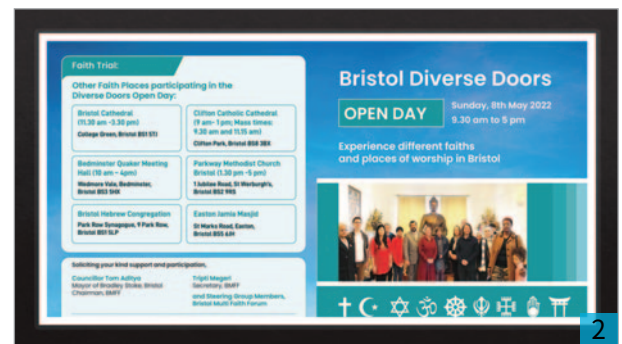 Faith Trial:
Other Faith Places participating in the
Diverse Doors Open Day:
Bristol Cathedral
(11.30 am -3.30 pm)
College Green, Bristol BS1 5TJ
Clifton Catholic Cathedral
(9 am- 1 pm; Mass times:
9.30 am and 11.15 am)
Clifton Park, Bristol BS8 3BX
Bedminster Quaker Meeting
Hall (10 am - 4pm)
Wedmore Vale, Bedminster,
Bristol BS3 5HX
Parkway Methodist Church
Bristol (1.30 pm -5 pm)
1 Jubilee Road, St Werburgh's,
Bristol BS2 9RS
Bristol Hebrew Congregation
Park Row Synagogue, 9 Park Row,
Bristol BS1 5LP
Easton Jamia Masjid
St Marks Road, Easton,
Bristol BS5 6JH
Soliciting your kind support and participation,
Councillor Tom Aditya
Mayor of Bradley Stoke, Bristol
Chairman, BMFF
Tripti Megeri
Secretary, BMFF
and Steering Group Members,
Bristol Multi Faith Forum
Bristol Diverse Doors
OPEN DAY
Sunday, 8th May 2022
9.30 am to 5 pm
Experience different faiths
and places of worship in Bristol
2